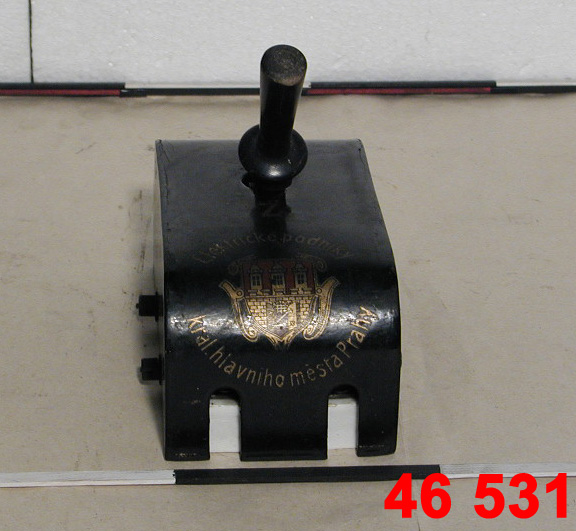 Elektrické podniky
Král. hlavního města Prahy
46 531